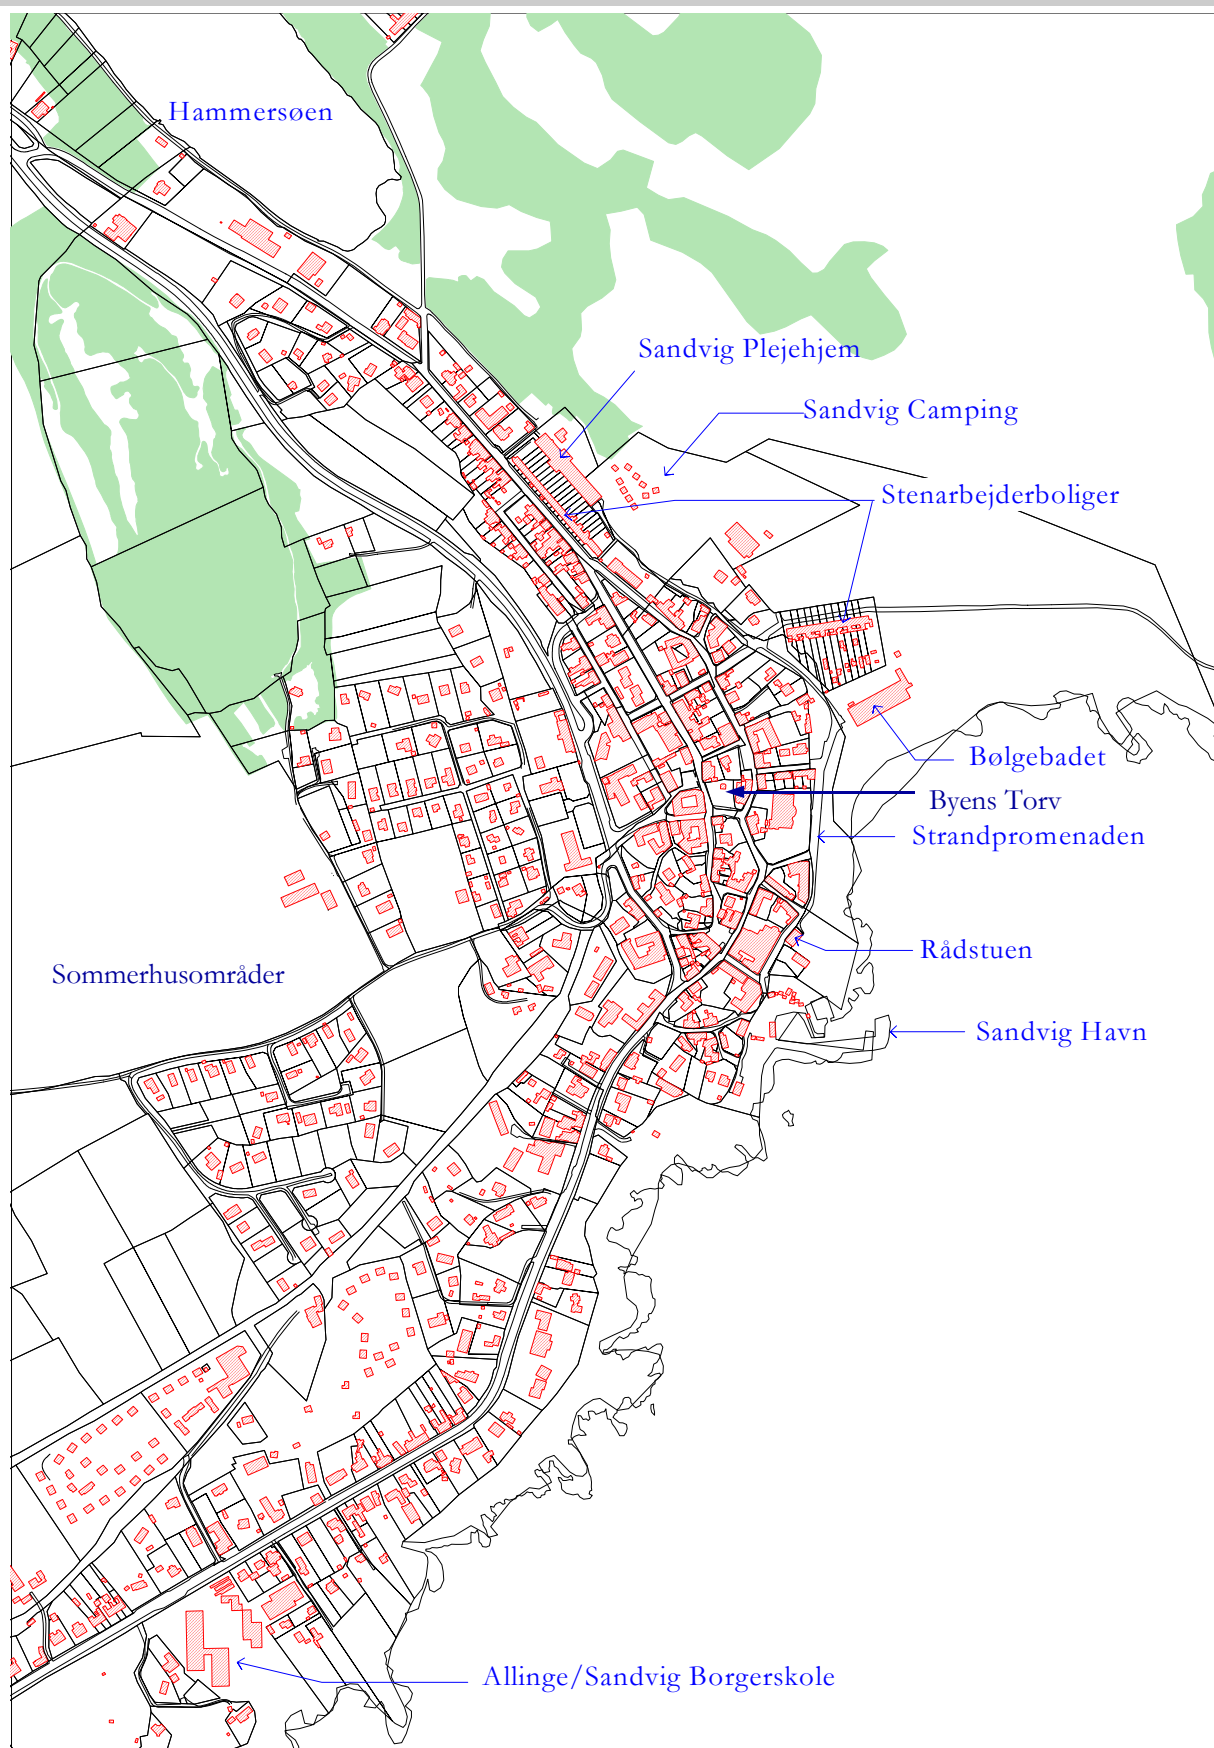 Hammersøen
Sandvig Plejehjem
Sandvig Camping
Stenarbejderboliger
Bølgebadet
Byens Torv
Strandpromenaden
Rådstuen
Sommerhusområder
Sandvig Havn
Allinge/Sandvig Borgerskole